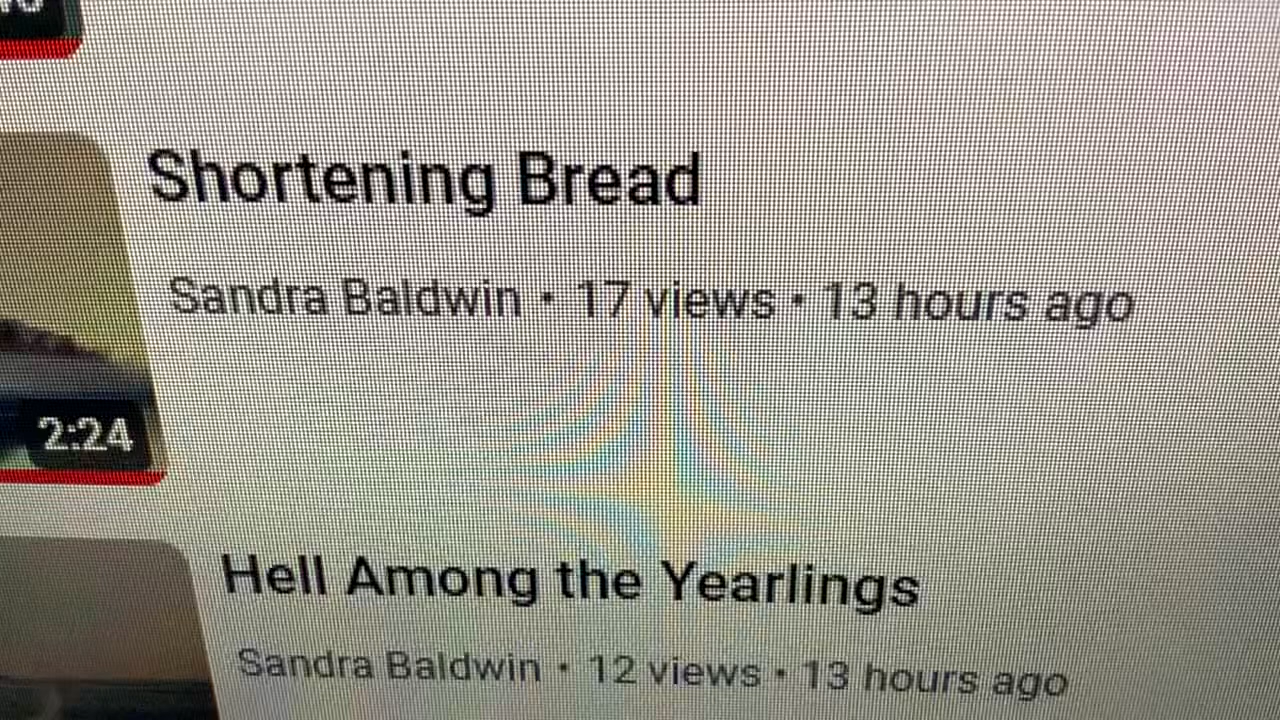 Shortening Bread
Sandra Baldwin • 17 views • 13 hours ago
2:24
Hell Among the Yearlings
Sandra Baldwin • 12 views • 13 hours ago